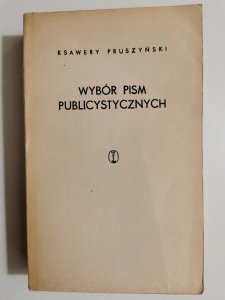 KSAWERY PRUSZYŃSKI
WYBÓR PISM
PUBLICYSTYCZNYCH